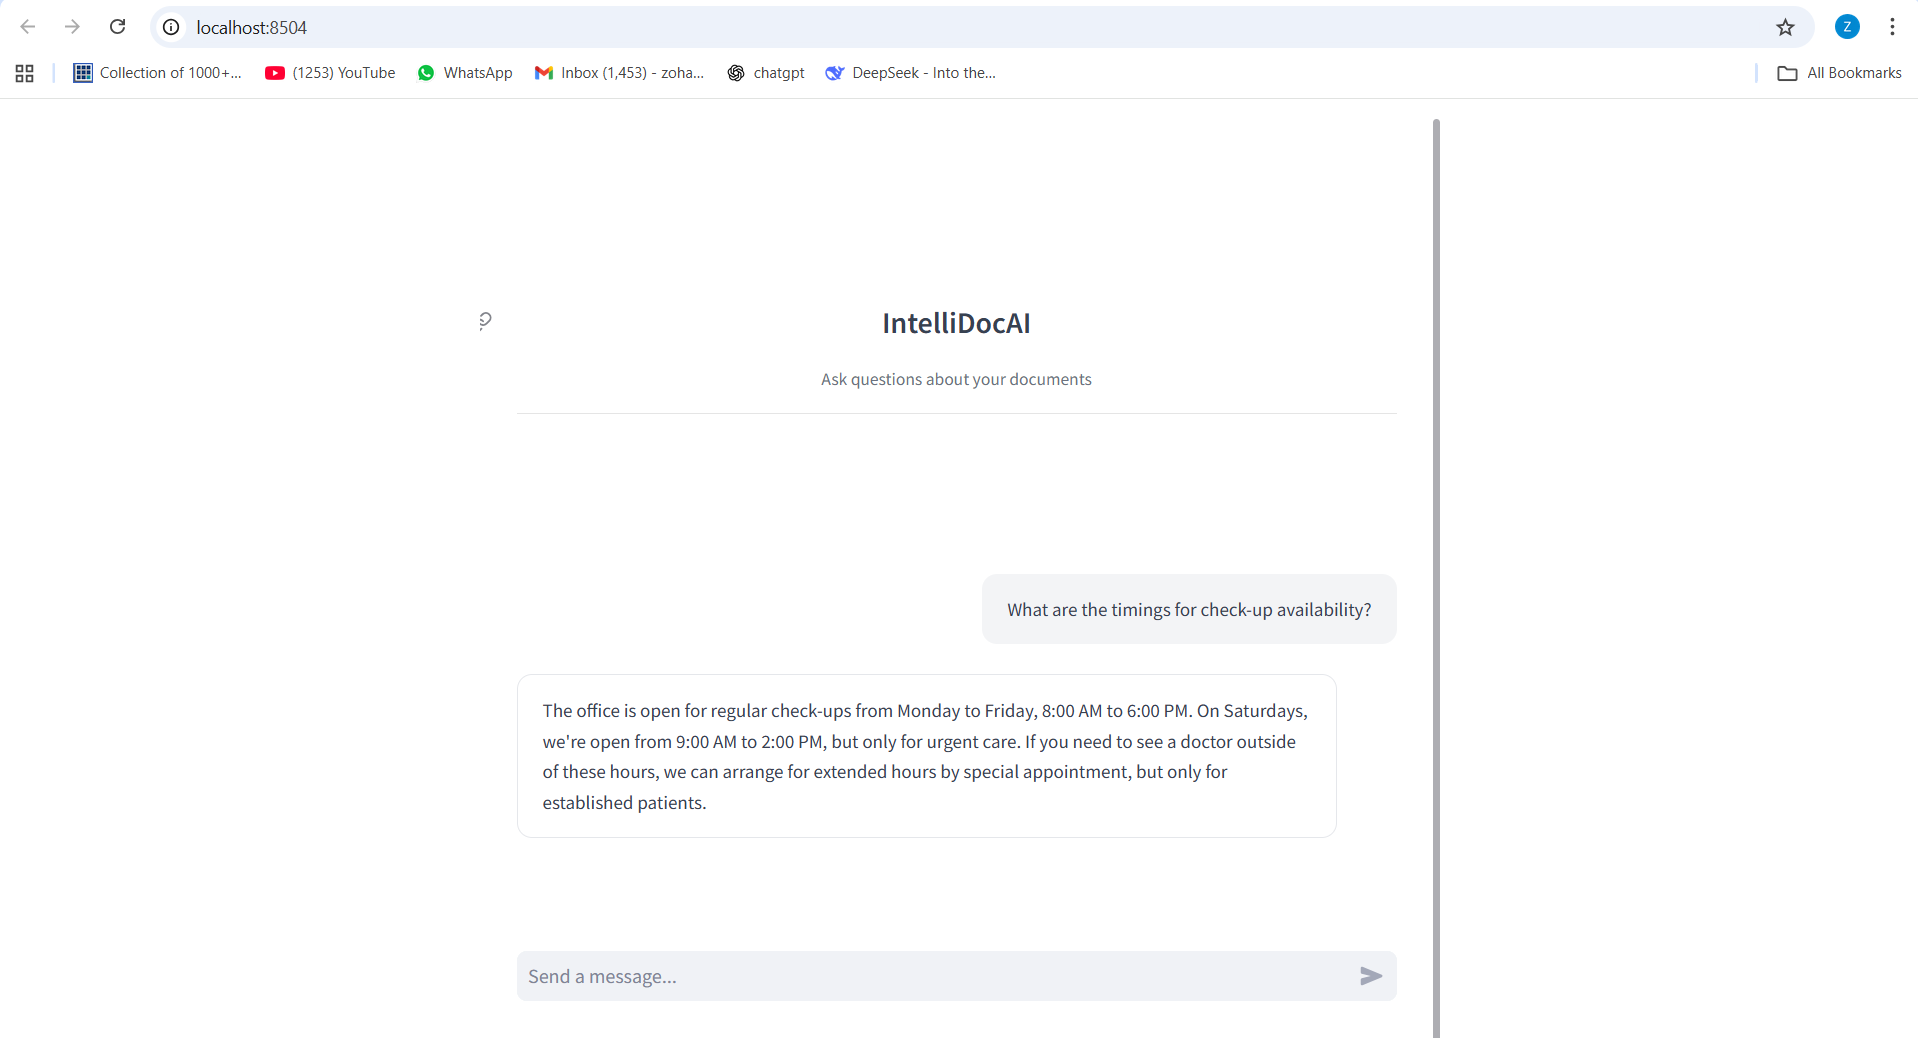 localhost:8504
Z
Collection of 1000+...
(1253) YouTube
WhatsApp
Inbox (1,453) - zoha...
chatgpt
DeepSeek - Into the...
All Bookmarks
IntelliDocAI
Ask questions about your documents
What are the timings for check-up availability?
The office is open for regular check-ups from Monday to Friday, 8:00 AM to 6:00 PM. On Saturdays,
we're open from 9:00 AM to 2:00 PM, but only for urgent care. If you need to see a doctor outside
of these hours, we can arrange for extended hours by special appointment, but only for
established patients.
Send a message...